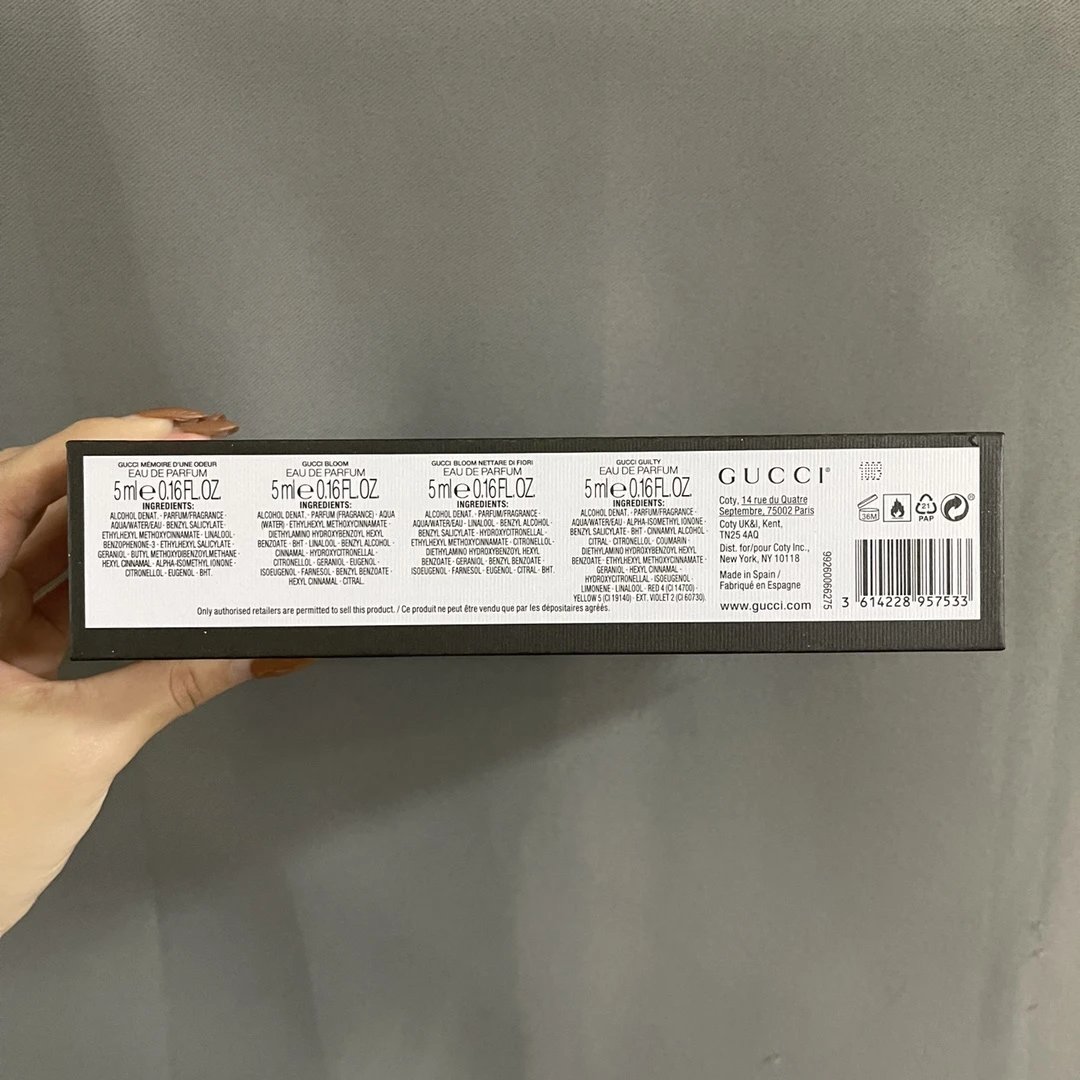 GUCCI MÉMOIRE D'UNE ODEUR
EAU DE PARFUM
5 ml e 0.16 FL.OZ.
INGREDIENTS:
ALCOHOL DENAT. · PARFUM/FRAGRANCE ·
AQUA/WATER/EAU · BENZYL SALICYLATE ·
ETHYLHEXYL METHOXYCINNAMATE · LINALOOL ·
BENZOPHENONE-3 · ETHYLHEXYL SALICYLATE ·
GERANIOL · BUTYL METHOXYDIBENZOYLMETHANE ·
HEXYL CINNAMAL · ALPHA-ISOMETHYL IONONE ·
CITRONELLOL · EUGENOL · BHT.
GUCCI BLOOM
EAU DE PARFUM
5 ml e 0.16 FL.OZ.
INGREDIENTS:
ALCOHOL DENAT. · PARFUM (FRAGRANCE) · AQUA
(WATER) · ETHYLHEXYL METHOXYCINNAMATE ·
DIETHYLAMINO HYDROXYBENZOYL HEXYL
BENZOATE · BHT · LINALOOL · BENZYL ALCOHOL ·
CINNAMAL · HYDROXYCITRONELLAL ·
CITRONELLOL · GERANIOL · EUGENOL ·
ISOEUGENOL · FARNESOL · BENZYL BENZOATE ·
HEXYL CINNAMAL · CITRAL.
GUCCI BLOOM NETTARE DI FIORI
EAU DE PARFUM
5 ml e 0.16 FL.OZ.
INGREDIENTS:
ALCOHOL DENAT. · PARFUM/FRAGRANCE ·
AQUA/WATER/EAU · LINALOOL · BENZYL ALCOHOL ·
BENZYL SALICYLATE · HYDROXYCITRONELLAL ·
ETHYLHEXYL METHOXYCINNAMATE · CITRONELLOL ·
DIETHYLAMINO HYDROXYBENZOYL HEXYL
BENZOATE · GERANIOL · BENZYL BENZOATE ·
ISOEUGENOL · FARNESOL · EUGENOL · CITRAL · BHT.
GUCCI GUILTY
EAU DE PARFUM
5 ml e 0.16 FL.OZ.
INGREDIENTS:
ALCOHOL DENAT. · PARFUM/FRAGRANCE ·
AQUA/WATER/EAU · ALPHA-ISOMETHYL IONONE ·
BENZYL SALICYLATE · BHT · CINNAMYL ALCOHOL ·
CITRAL · CITRONELLOL · COUMARIN ·
DIETHYLAMINO HYDROXYBENZOYL HEXYL
BENZOATE · ETHYLHEXYL METHOXYCINNAMATE ·
GERANIOL · HEXYL CINNAMAL ·
HYDROXYCITRONELLAL · ISOEUGENOL ·
LIMONENE · LINALOOL · RED 4 (CI 14700) ·
YELLOW 5 (CI 19140) · EXT. VIOLET 2 (CI 60730).
Only authorised retailers are permitted to sell this product. / Ce produit ne peut être vendu que par les dépositaires agréés.
GUCCI®
Coty, 14 rue du Quatre
Septembre, 75002 Paris
Coty UK&I, Kent,
TN25 4AQ
Dist. for/pour Coty Inc.,
New York, NY 10118
Made in Spain /
Fabriqué en Espagne
www.gucci.com
99260066275
1009
36M
21
PAP
®
3 614228 957533